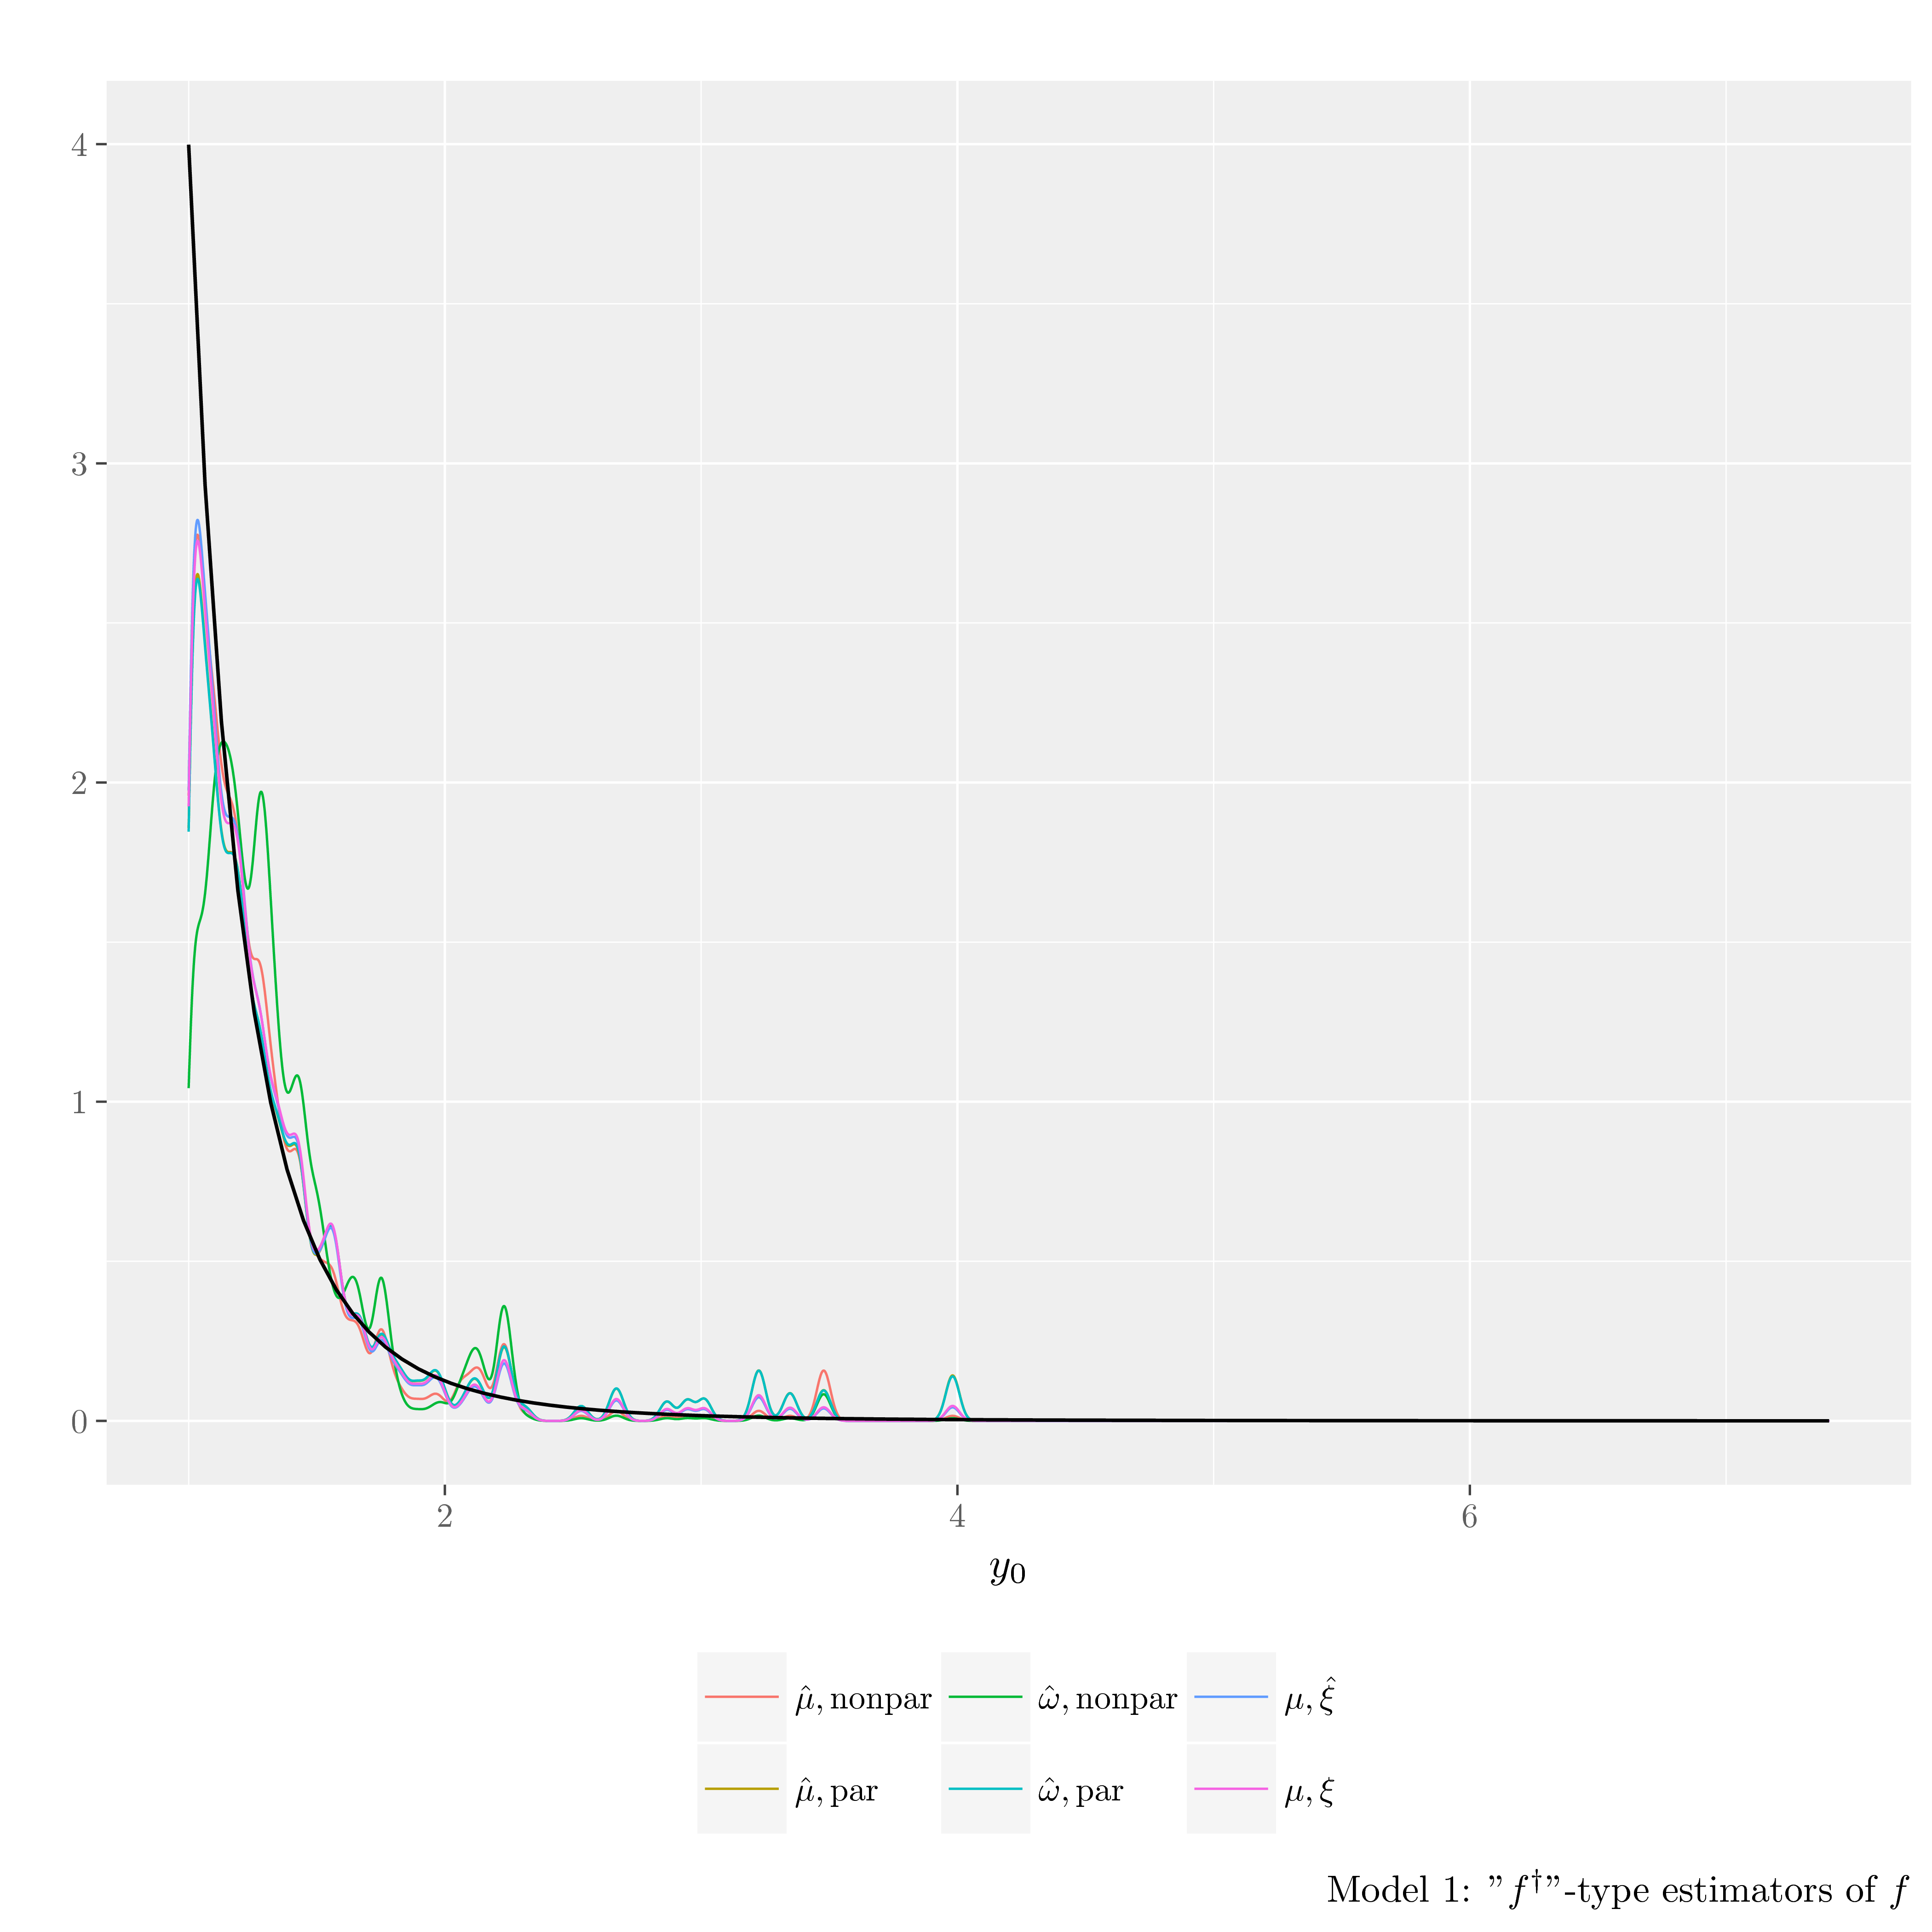 4
3
2
1
0
2 4 6
y₀
μ̂, nonpar ω̂, nonpar μ, ξ̂
μ̂, par ω̂, par μ, ξ
Model 1: ”f†”-type estimators of f